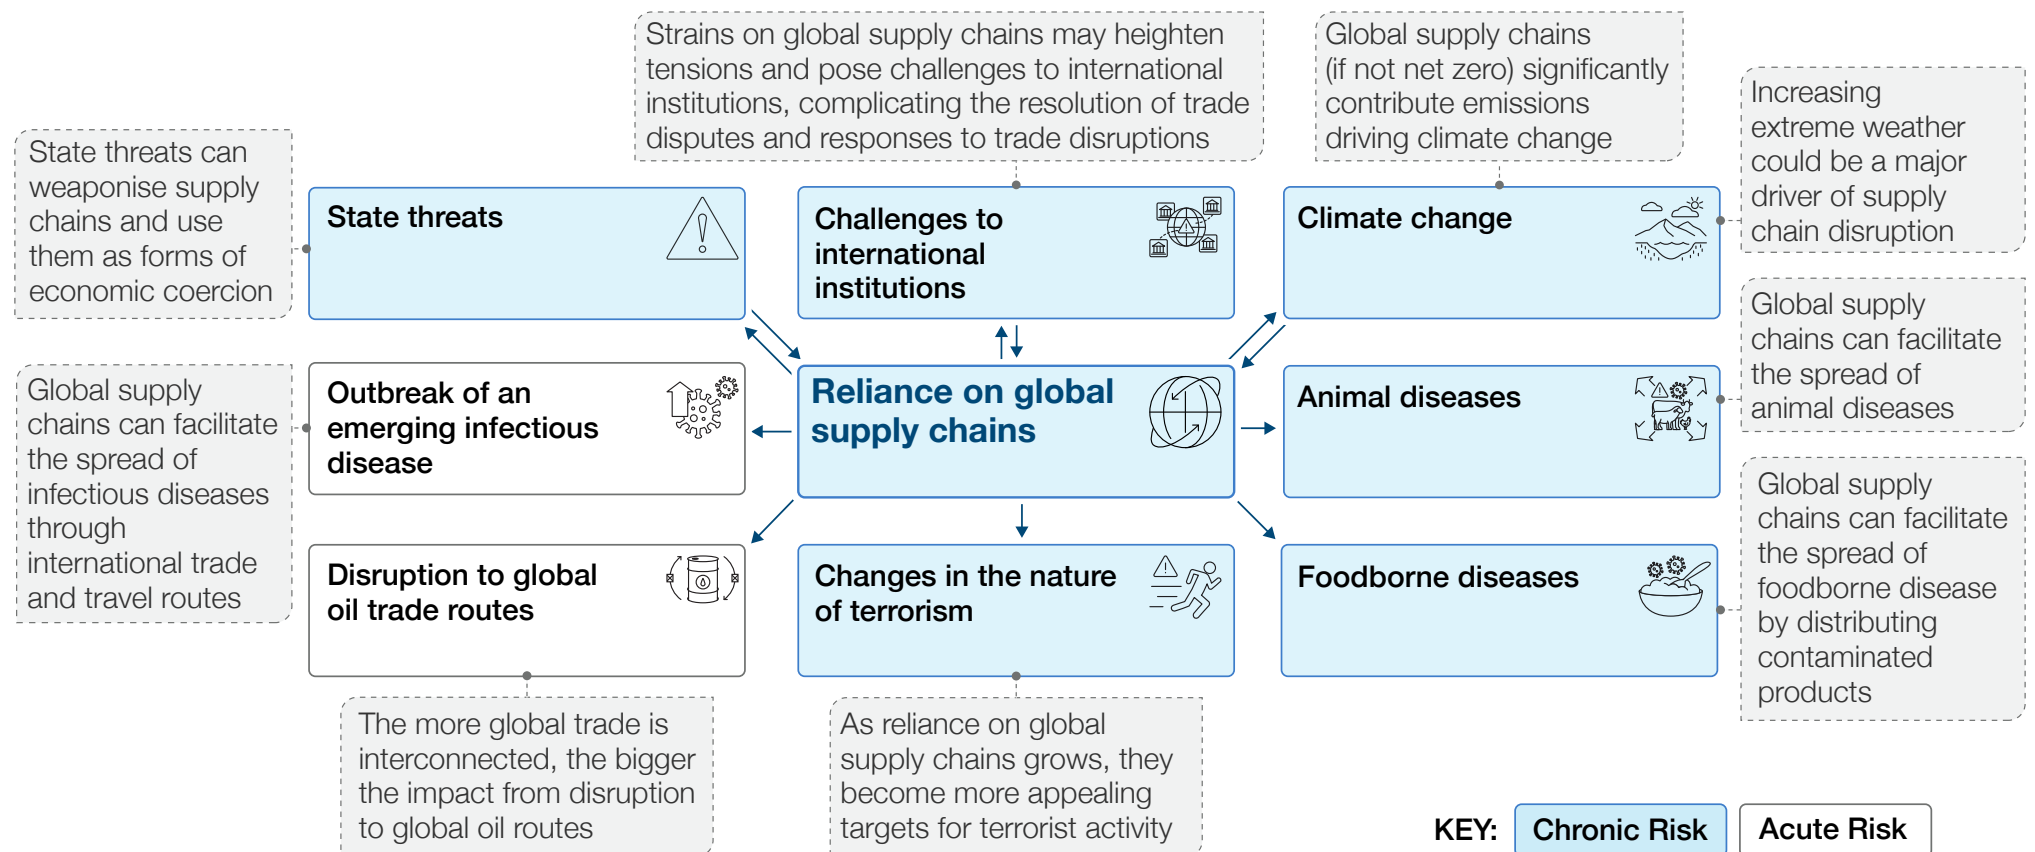 Strains on global supply chains may heighten
tensions and pose challenges to international
institutions, complicating the resolution of trade
disputes and responses to trade disruptions
Global supply chains
(if not net zero) significantly
contribute emissions
driving climate change
Increasing
extreme weather
could be a major
driver of supply
chain disruption
State threats can
weaponise supply
chains and use
them as forms of
economic coercion
State threats
Challenges to
international
institutions
Climate change
Global supply
chains can facilitate
the spread of
animal diseases
Global supply
chains can facilitate
the spread of
infectious diseases
through
international trade
and travel routes
Outbreak of an
emerging infectious
disease
Reliance on global
supply chains
Animal diseases
Global supply
chains can facilitate
the spread of
foodborne disease
by distributing
contaminated
products
Disruption to global
oil trade routes
Changes in the nature
of terrorism
Foodborne diseases
The more global trade is
interconnected, the bigger
the impact from disruption
to global oil routes
As reliance on global
supply chains grows, they
become more appealing
targets for terrorist activity
KEY: Chronic Risk Acute Risk